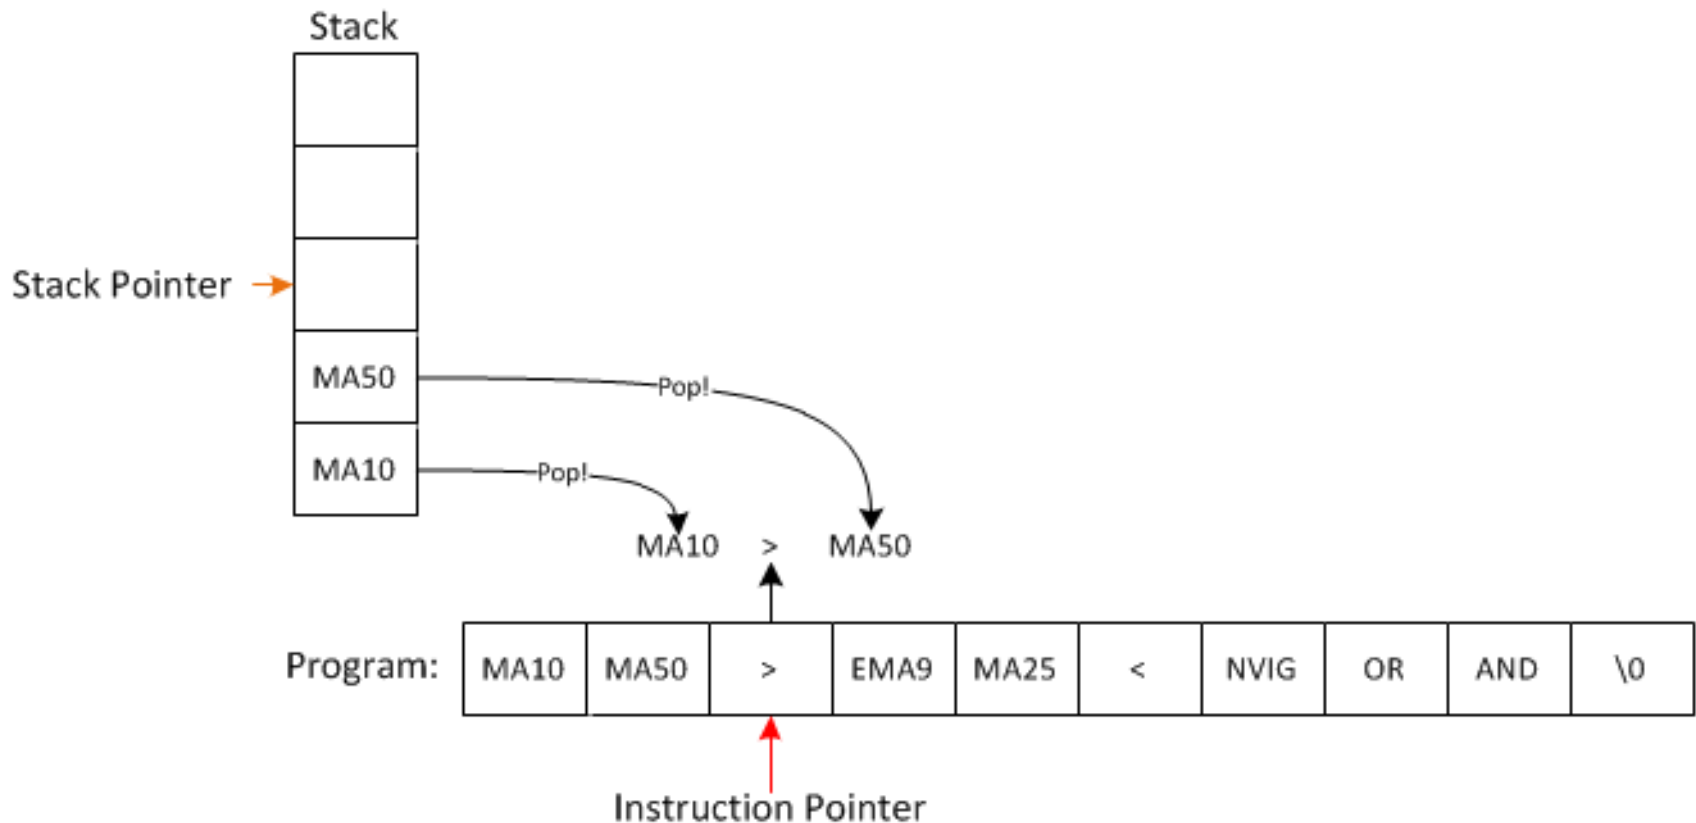 Stack
Stack Pointer
MA50
Pop!
MA10
Pop!
MA10 > MA50
Program: MA10 MA50 > EMA9 MA25 < NVIG OR AND \0
Instruction Pointer